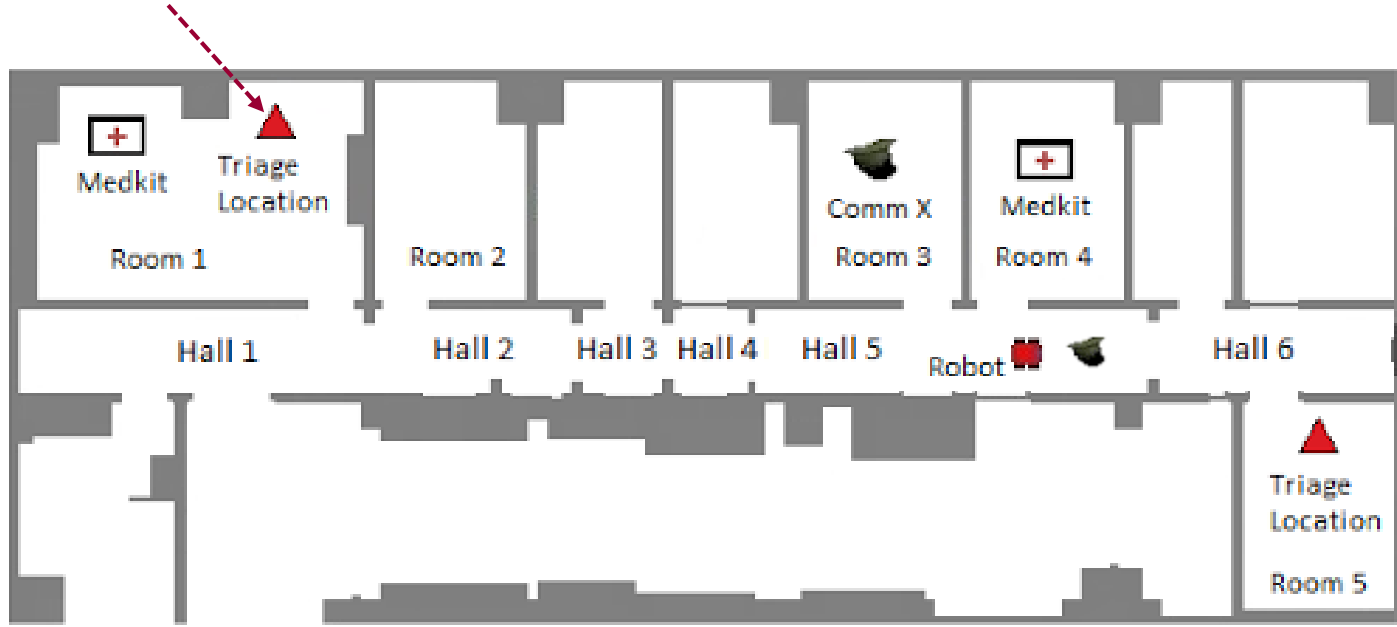 Medkit
Triage
Location
Room 1
Room 2
Comm X
Room 3
Medkit
Room 4
Hall 1
Hall 2
Hall 3
Hall 4
Hall 5
Robot
Hall 6
Triage
Location
Room 5